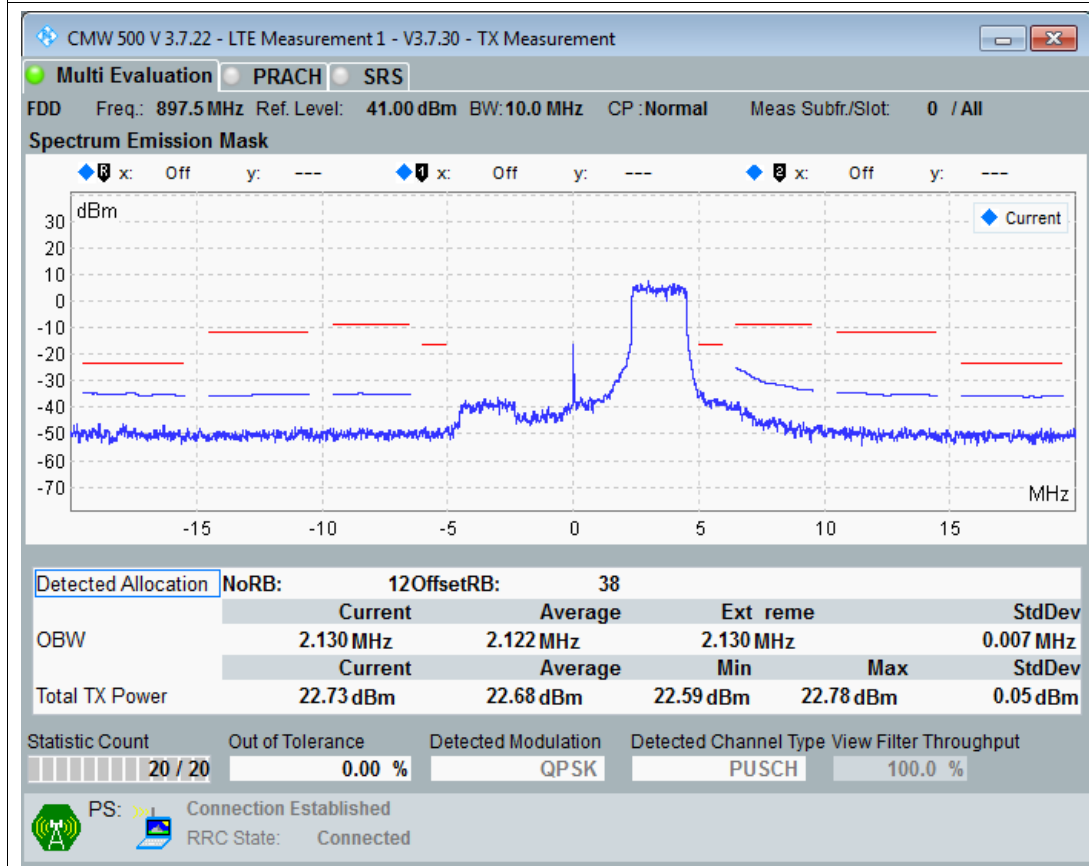 CMW 500 V 3.7.22 - LTE Measurement 1 - V3.7.30 - TX Measurement
Multi Evaluation PRACH SRS
FDD Freq.: 897.5 MHz Ref. Level: 41.00 dBm BW: 10.0 MHz CP : Normal Meas Subfr./Slot: 0 / All
Spectrum Emission Mask
R x: Off y: --- 1 x: Off y: --- 2 x: Off y: ---
dBm
Current
30
20
10
0
-10
-20
-30
-40
-50
-60
-70
MHz
-15 -10 -5 0 5 10 15
Detected Allocation NoRB: 12 OffsetRB: 38
Current Average Ext reme StdDev
OBW 2.130 MHz 2.122 MHz 2.130 MHz 0.007 MHz
Current Average Min Max StdDev
Total TX Power 22.73 dBm 22.68 dBm 22.59 dBm 22.78 dBm 0.05 dBm
Statistic Count Out of Tolerance Detected Modulation Detected Channel Type View Filter Throughput
20 / 20 0.00 % QPSK PUSCH 100.0 %
PS: Connection Established
RRC State: Connected